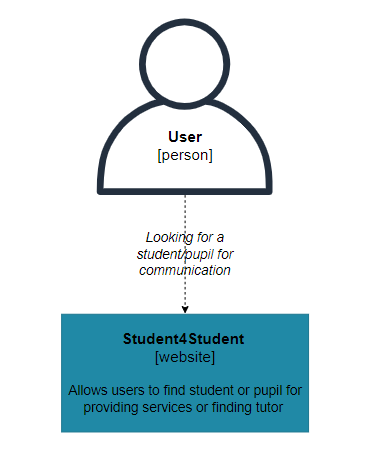 User
[person]
Looking for a
student/pupil for
communication
Student4Student
[website]
Allows users to find student or pupil for
providing services or finding tutor